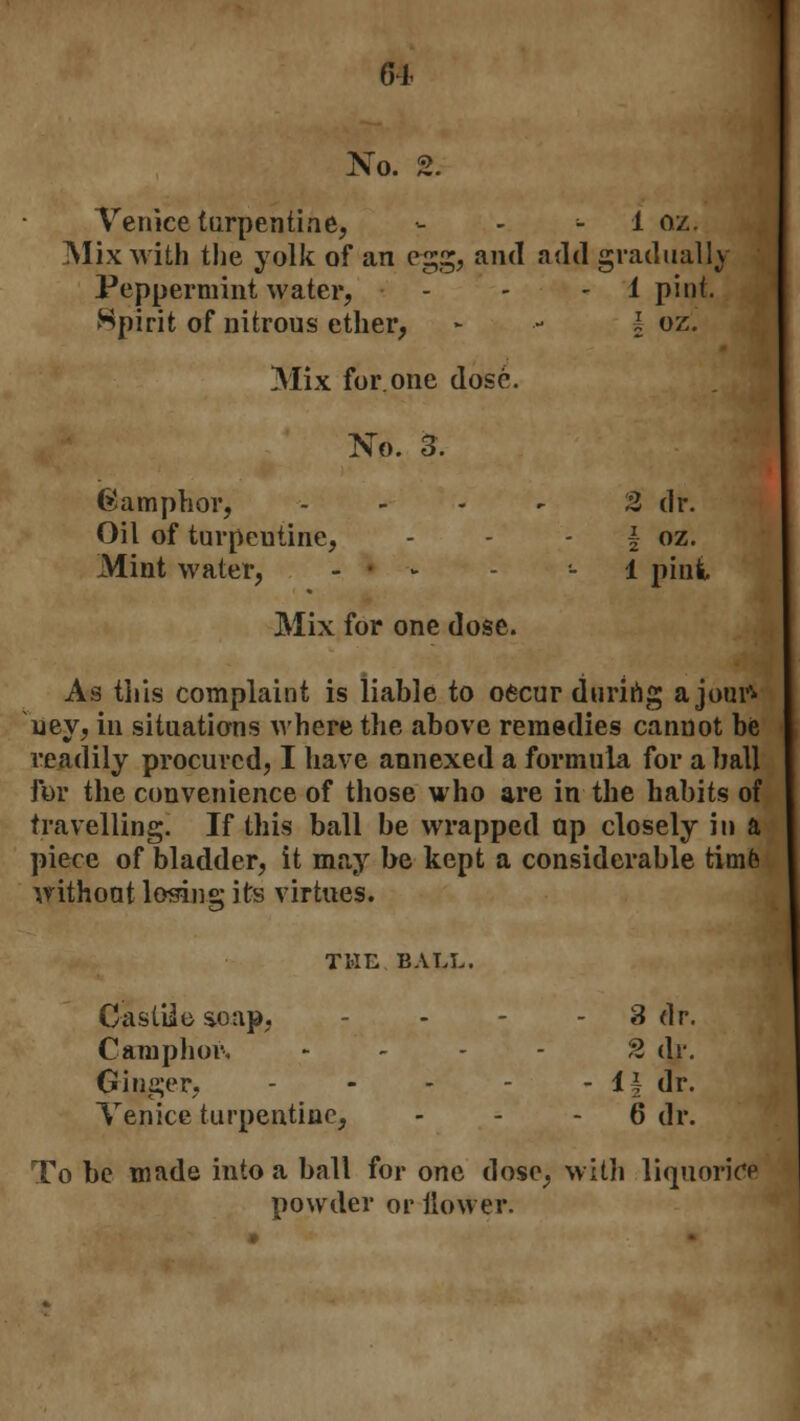 64
No. 2.
Venice turpentine, - - - 1 oz.
Mix with the yolk of an egg, and add gradually
Peppermint water, - - - 1 pint.
Spirit of nitrous ether, - - ½ oz.
Mix for one dose.
No. 3.
Camphor, - - - - 2 dr.
Oil of turpentine, - - - ½ oz.
Mint water, - - - - 1 pint.
Mix for one dose.
As this complaint is liable to occur during a jour-
ney, in situations where the above remedies cannot be
readily procured, I have annexed a formula for a ball
for the convenience of those who are in the habits of
travelling. If this ball be wrapped up closely in a
piece of bladder, it may be kept a considerable time
without losing its virtues.
THE BALL.
Castile soap, - - - - 3 dr.
Camphor, - - - - 2 dr.
Ginger, - - - - - 1½ dr.
Venice turpentine, - - - 6 dr.
To be made into a ball for one dose, with liquorice
powder or flower.